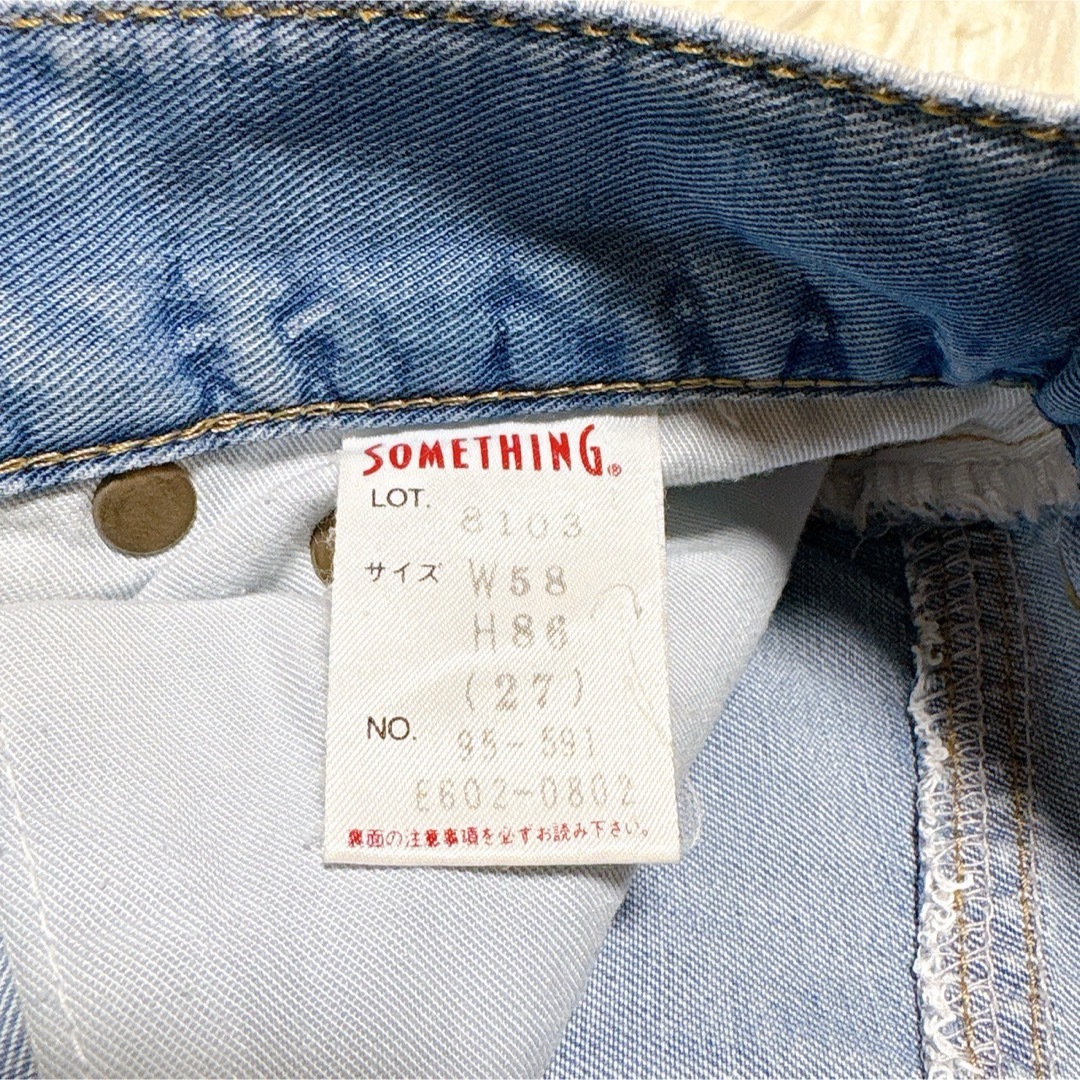 SOMETHING®
LOT. 8103
サイズ W58
H86
(27)
NO. 95-591
E602-0802
裏面の注意事項を必ずお読み下さい。